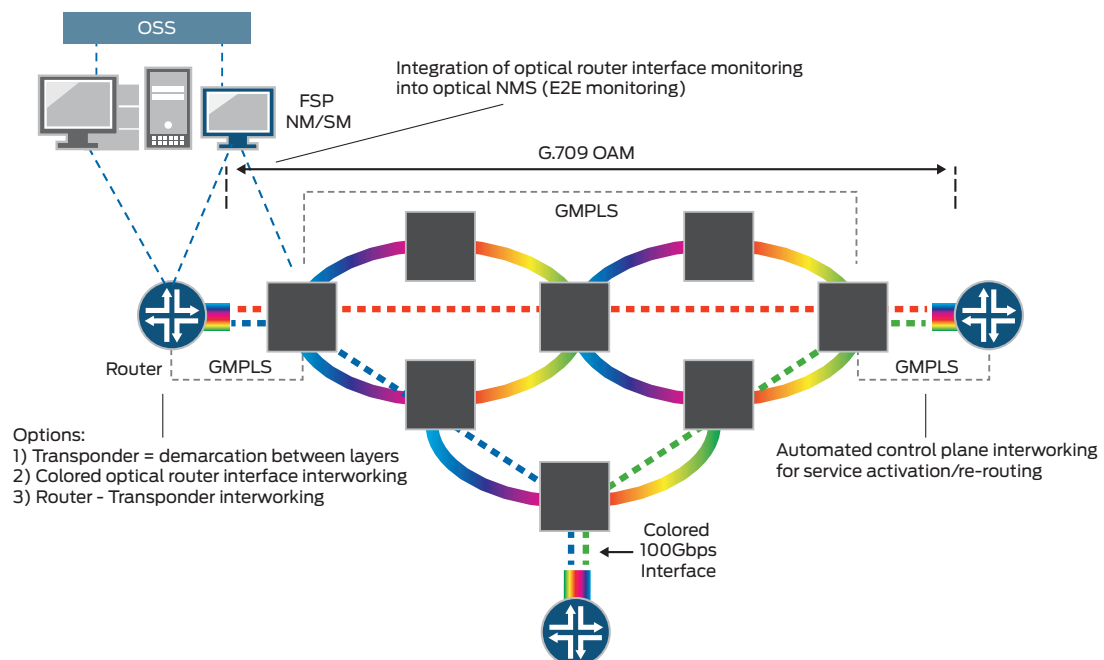 OSS
Integration of optical router interface monitoring
into optical NMS (E2E monitoring)
FSP
NM/SM
G.709 OAM
GMPLS
Router
GMPLS
GMPLS
Options:
1) Transponder = demarcation between layers
2) Colored optical router interface interworking
3) Router - Transponder interworking
Automated control plane interworking
for service activation/re-routing
Colored
100Gbps
Interface